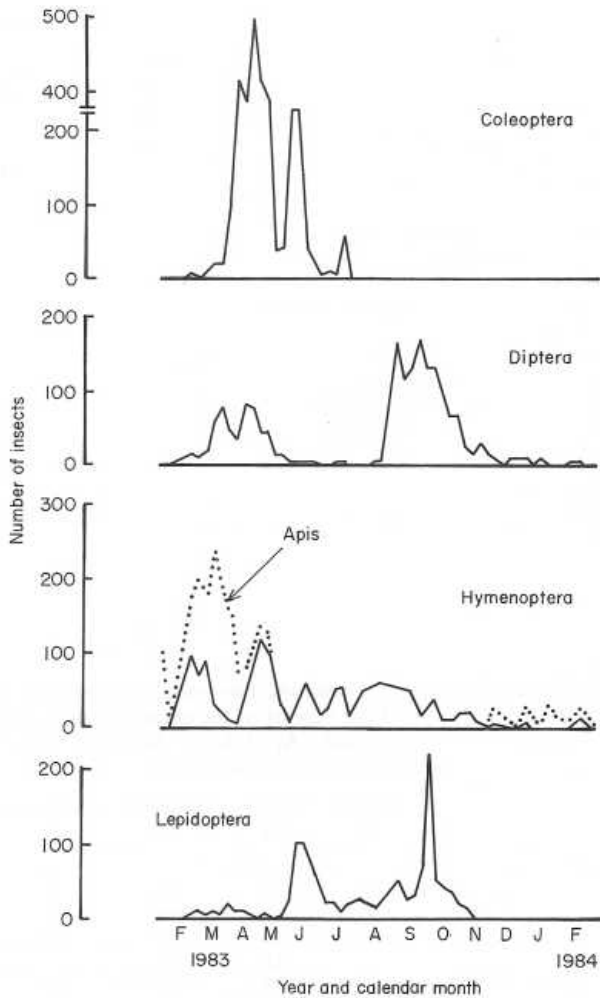 500
400
200
100
0
Coleoptera
200
100
0
Diptera
Number of insects
300
200
100
0
Apis
Hymenoptera
200
100
0
Lepidoptera
F M A M J J A S O N D J F
1983 1984
Year and calendar month